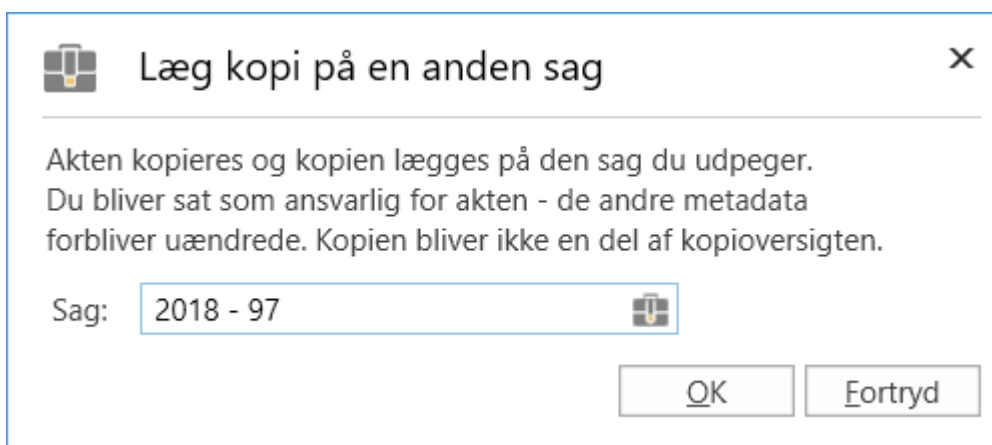 Læg kopi på en anden sag
Akten kopieres og kopien lægges på den sag du udpeger.
Du bliver sat som ansvarlig for akten - de andre metadata
forbliver uændrede. Kopien bliver ikke en del af kopioversigten.
Sag: 2018 - 97
OK Fortryd